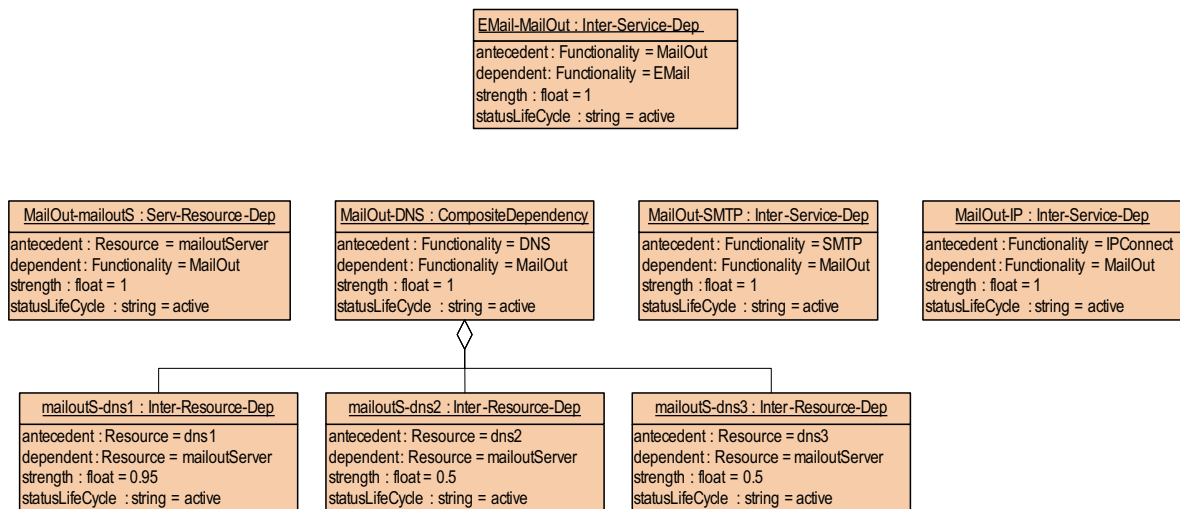 EMail-MailOut : Inter-Service-Dep
antecedent : Functionality = MailOut
dependent : Functionality = EMail
strength : float = 1
statusLifeCycle : string = active
MailOut-mailoutS : Serv-Resource-Dep
antecedent : Resource = mailoutServer
dependent : Functionality = MailOut
strength : float = 1
statusLifeCycle : string = active
MailOut-DNS : CompositeDependency
antecedent : Functionality = DNS
dependent : Functionality = MailOut
strength : float = 1
statusLifeCycle : string = active
MailOut-SMTP : Inter-Service-Dep
antecedent : Functionality = SMTP
dependent : Functionality = MailOut
strength : float = 1
statusLifeCycle : string = active
MailOut-IP : Inter-Service-Dep
antecedent : Functionality = IPConnect
dependent : Functionality = MailOut
strength : float = 1
statusLifeCycle : string = active
mailoutS-dns1 : Inter-Resource-Dep
antecedent : Resource = dns1
dependent : Resource = mailoutServer
strength : float = 0.95
statusLifeCycle : string = active
mailoutS-dns2 : Inter-Resource-Dep
antecedent : Resource = dns2
dependent : Resource = mailoutServer
strength : float = 0.5
statusLifeCycle : string = active
mailoutS-dns3 : Inter-Resource-Dep
antecedent : Resource = dns3
dependent : Resource = mailoutServer
strength : float = 0.5
statusLifeCycle : string = active